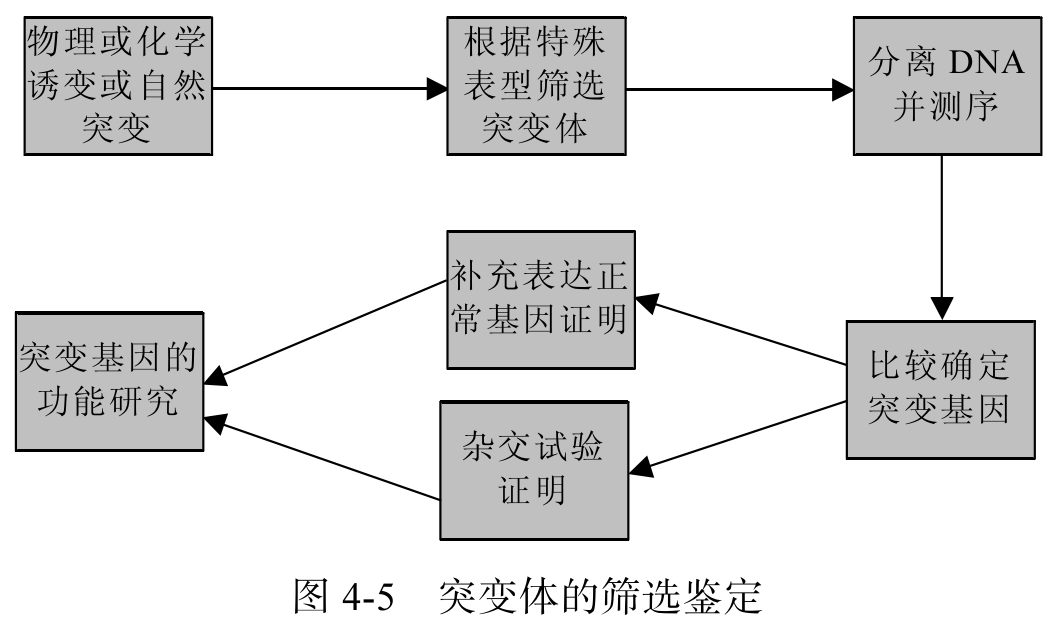 物理或化学
诱变或自然
突变
根据特殊
表型筛选
突变体
分离 DNA
并测序
比较确定
突变基因
补充表达正
常基因证明
杂交试验
证明
突变基因的
功能研究
图 4-5 突变体的筛选鉴定